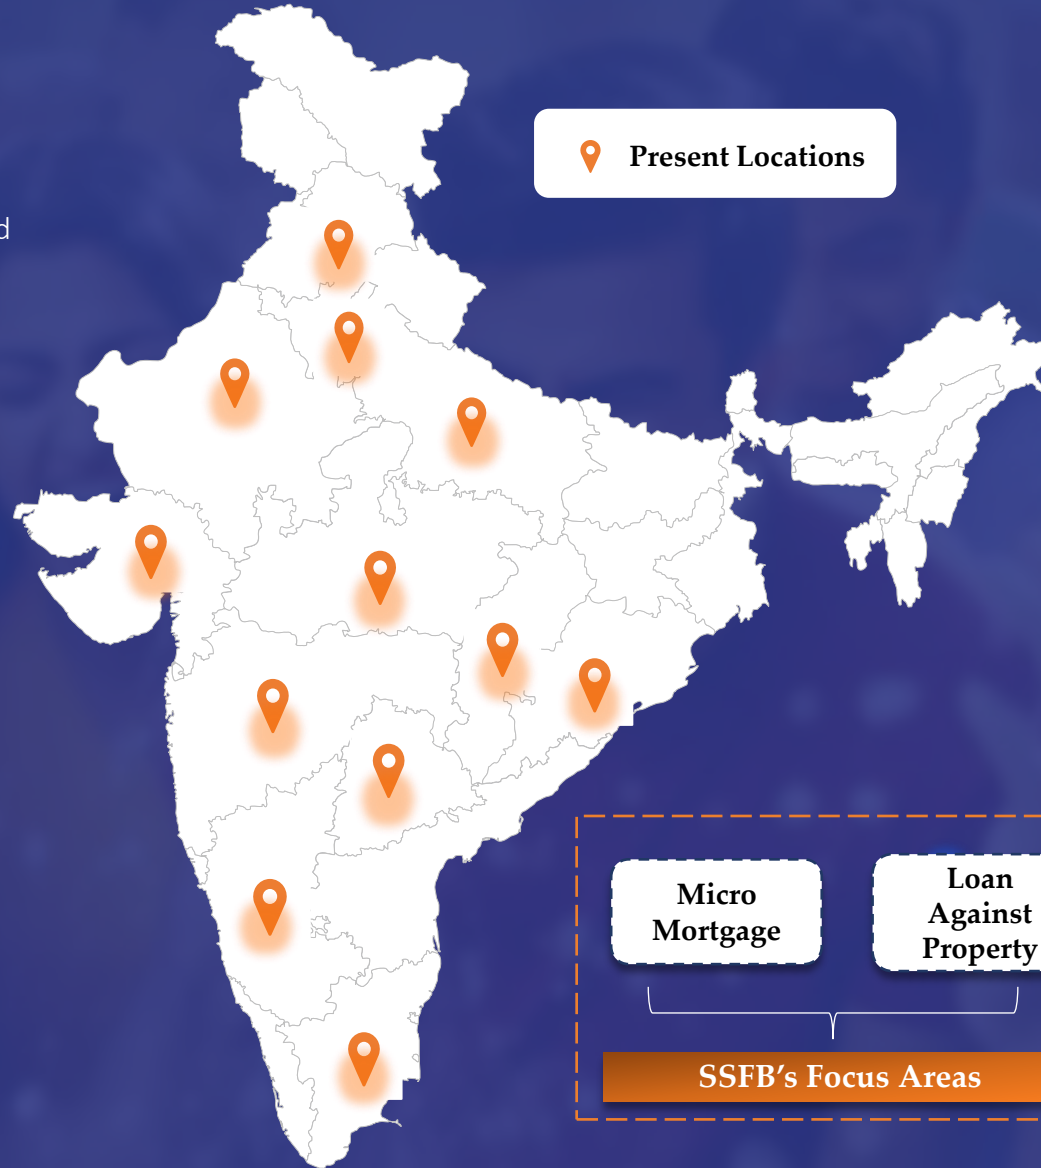 Present Locations
d
Micro
Mortgage
Loan
Against
Property
SSFB's Focus Areas